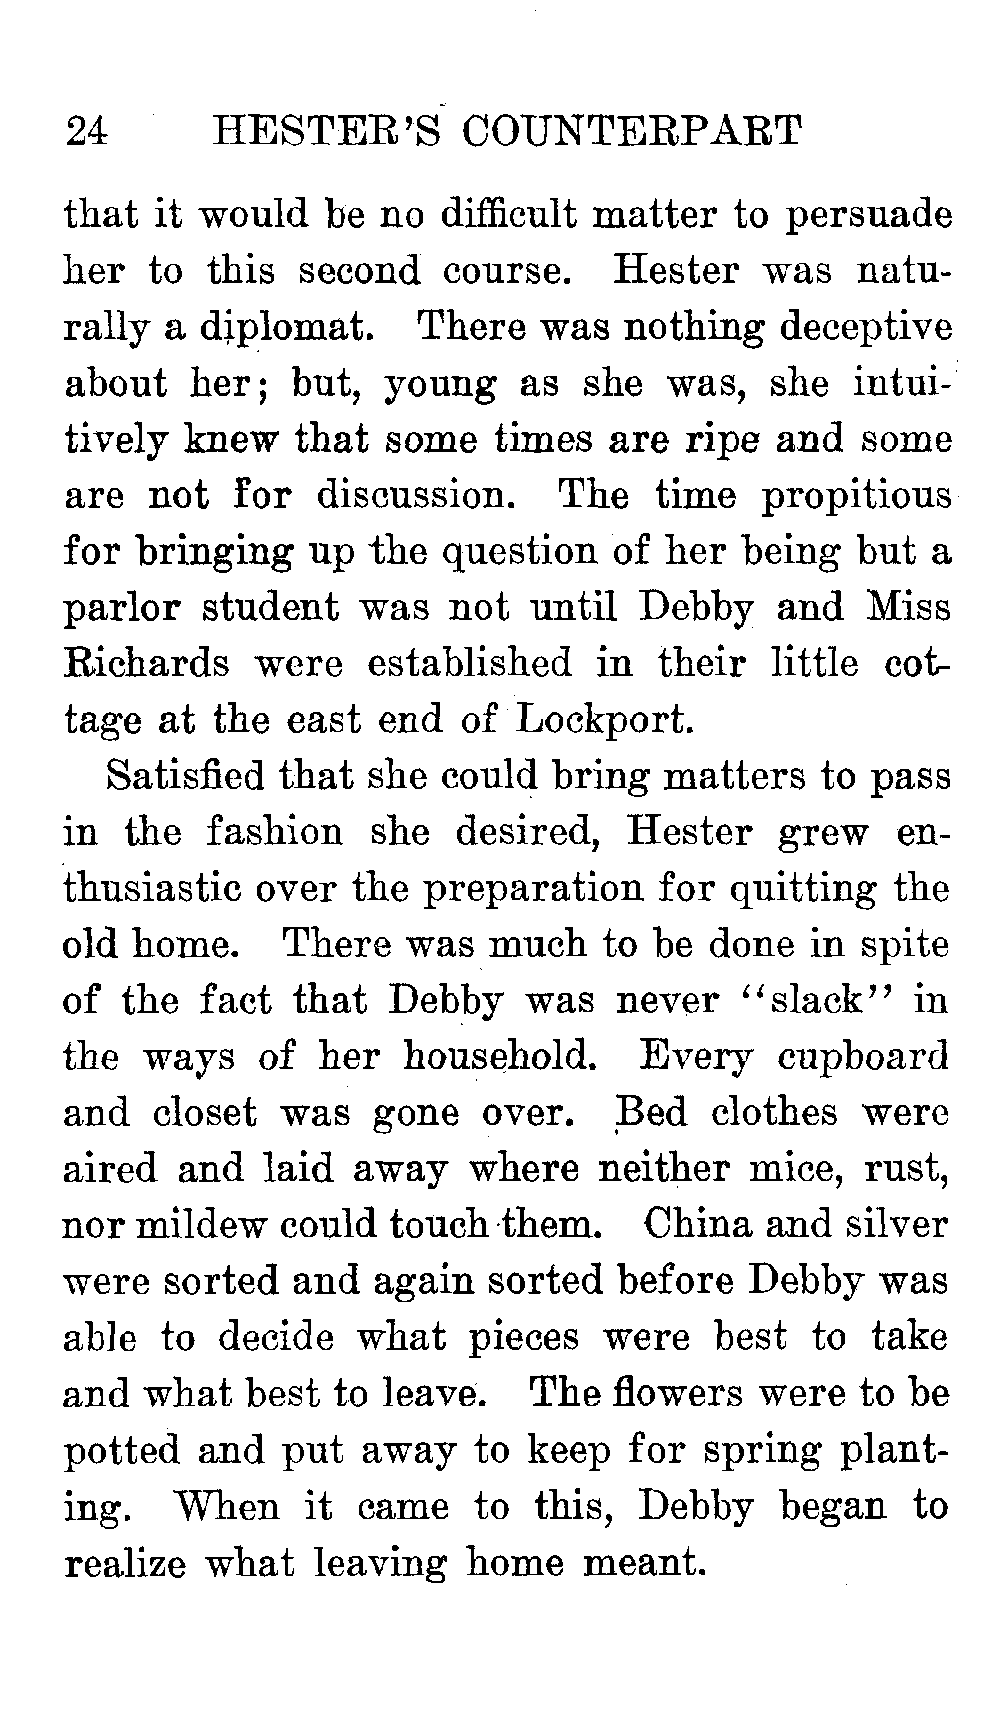 24 HESTER'S COUNTERPART
that it would be no difficult matter to persuade
her to this second course. Hester was natu-
rally a diplomat. There was nothing deceptive
about her; but, young as she was, she intui-
tively knew that some times are ripe and some
are not for discussion. The time propitious
for bringing up the question of her being but a
parlor student was not until Debby and Miss
Richards were established in their little cot-
tage at the east end of Lockport.
Satisfied that she could bring matters to pass
in the fashion she desired, Hester grew en-
thusiastic over the preparation for quitting the
old home. There was much to be done in spite
of the fact that Debby was never "slack" in
the ways of her household. Every cupboard
and closet was gone over. Bed clothes were
aired and laid away where neither mice, rust,
nor mildew could touch them. China and silver
were sorted and again sorted before Debby was
able to decide what pieces were best to take
and what best to leave. The flowers were to be
potted and put away to keep for spring plant-
ing. When it came to this, Debby began to
realize what leaving home meant.